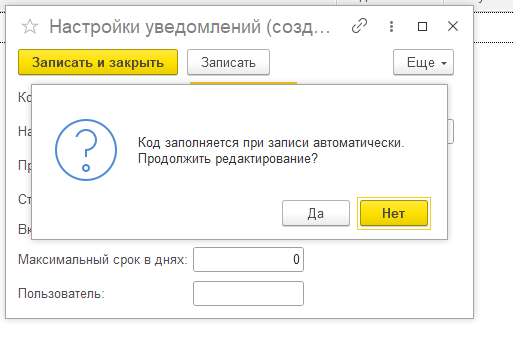 Настройки уведомлений (созд...
Записать и закрыть
Записать
Еще
Ко
Код заполняется при записи автоматически.
На
Продолжить редактирование?
Пр
Ст
Да
Нет
Вк
Максимальный срок в днях:
0
Пользователь: